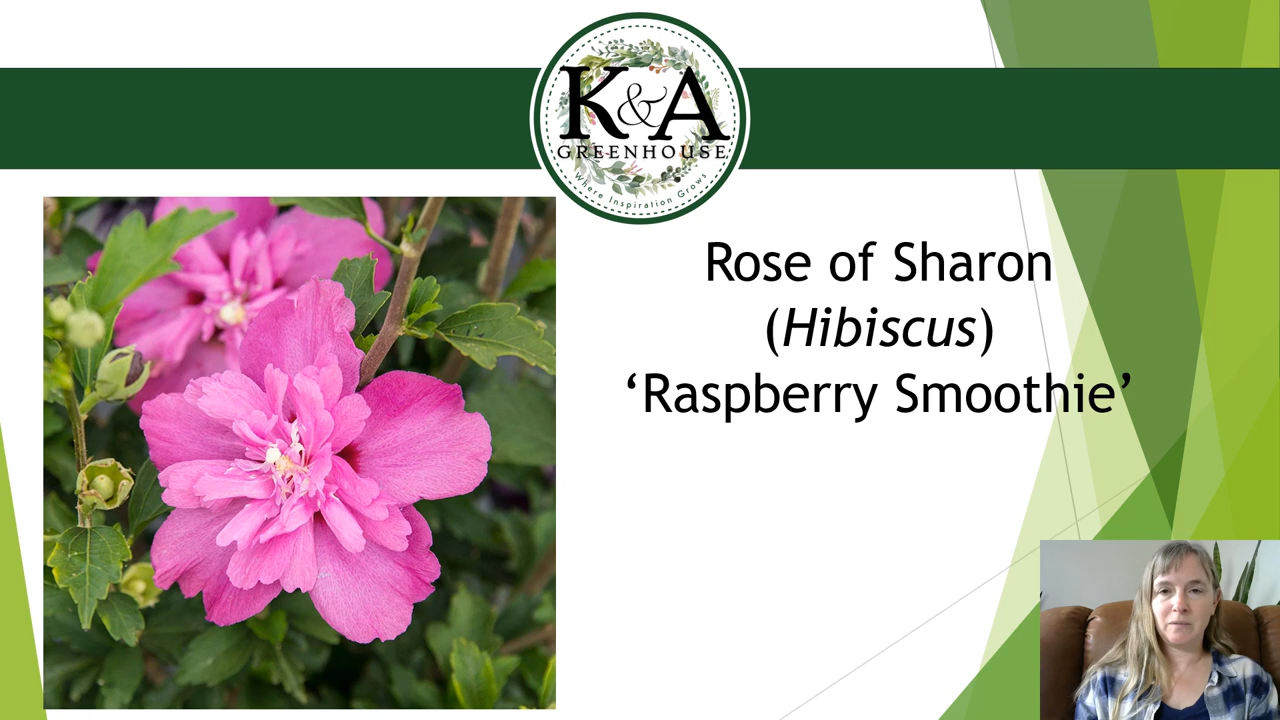 K&A
GREENHOUSE
Where Inspiration Grows
Rose of Sharon
(Hibiscus)
‘Raspberry Smoothie’